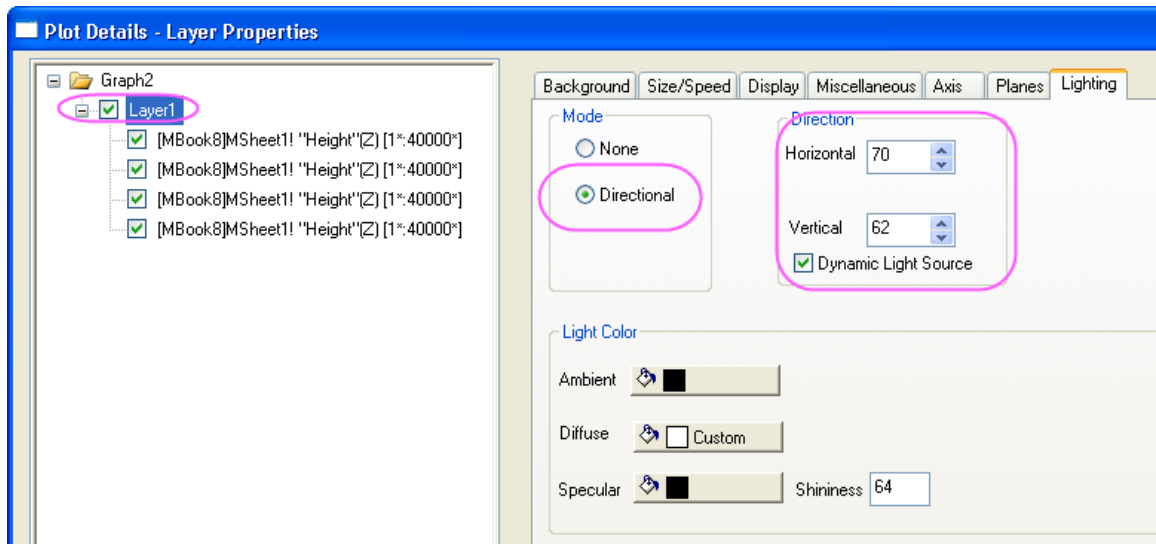 Plot Details - Layer Properties
Graph2
Layer1
[MBook8]MSheet1! "Height"(Z) [1*:40000*]
[MBook8]MSheet1! "Height"(Z) [1*:40000*]
[MBook8]MSheet1! "Height"(Z) [1*:40000*]
[MBook8]MSheet1! "Height"(Z) [1*:40000*]
Background Size/Speed Display Miscellaneous Axis Planes Lighting
Mode
None
Directional
Direction
Horizontal 70
Vertical 62
Dynamic Light Source
Light Color
Ambient
Diffuse Custom
Specular Shininess 64